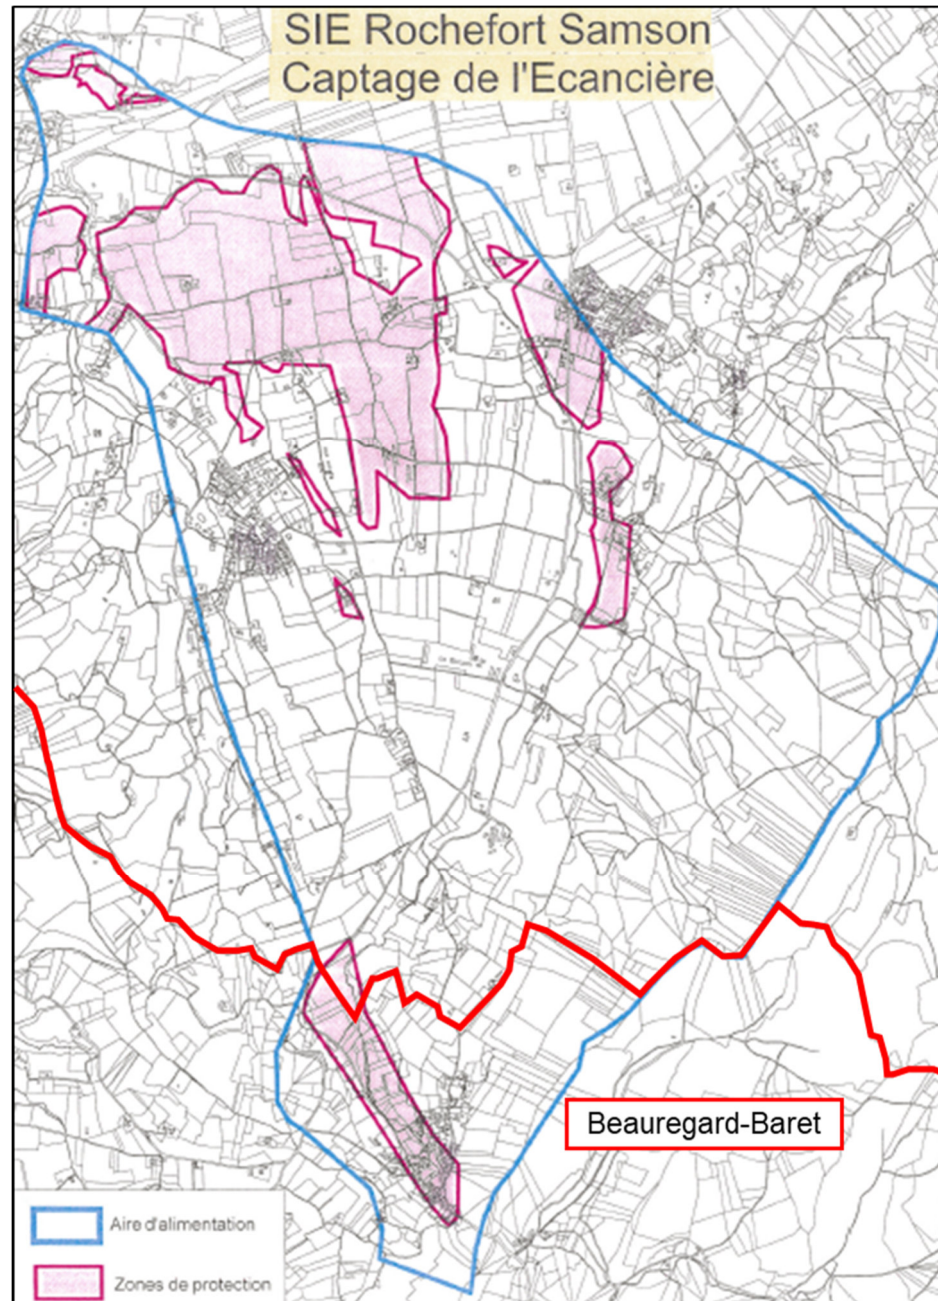 SIE Rochefort Samson
Captage de l'Ecancière
Beauregard-Baret
Aire d'alimentation
Zones de protection